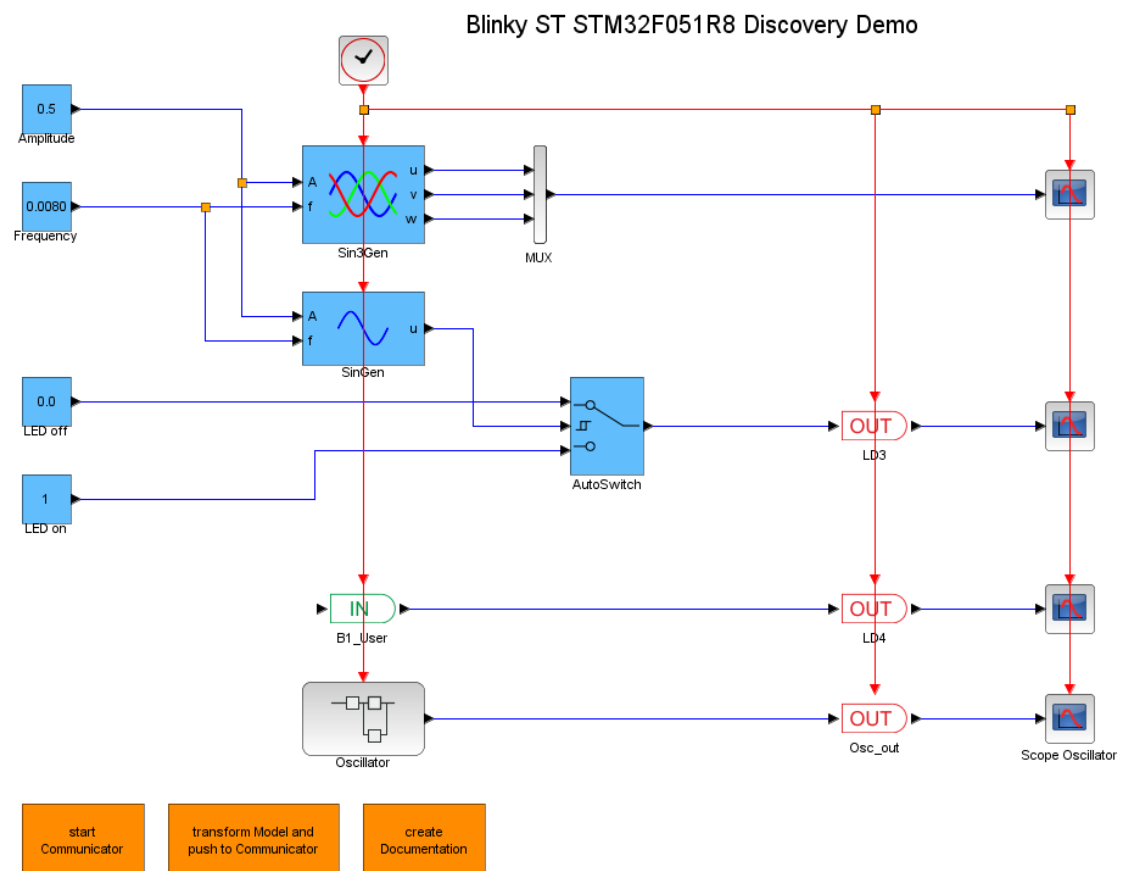 Blinky ST STM32F051R8 Discovery Demo
0.5
Amplitude
0.0080
Frequency
A
f
u
v
w
Sin3Gen
MUX
A
f
u
SinGen
0.0
LED off
1
LED on
AutoSwitch
OUT
LD3
IN
B1_User
OUT
LD4
Oscillator
OUT
Osc_out
Scope Oscillator
start
Communicator
transform Model and
push to Communicator
create
Documentation